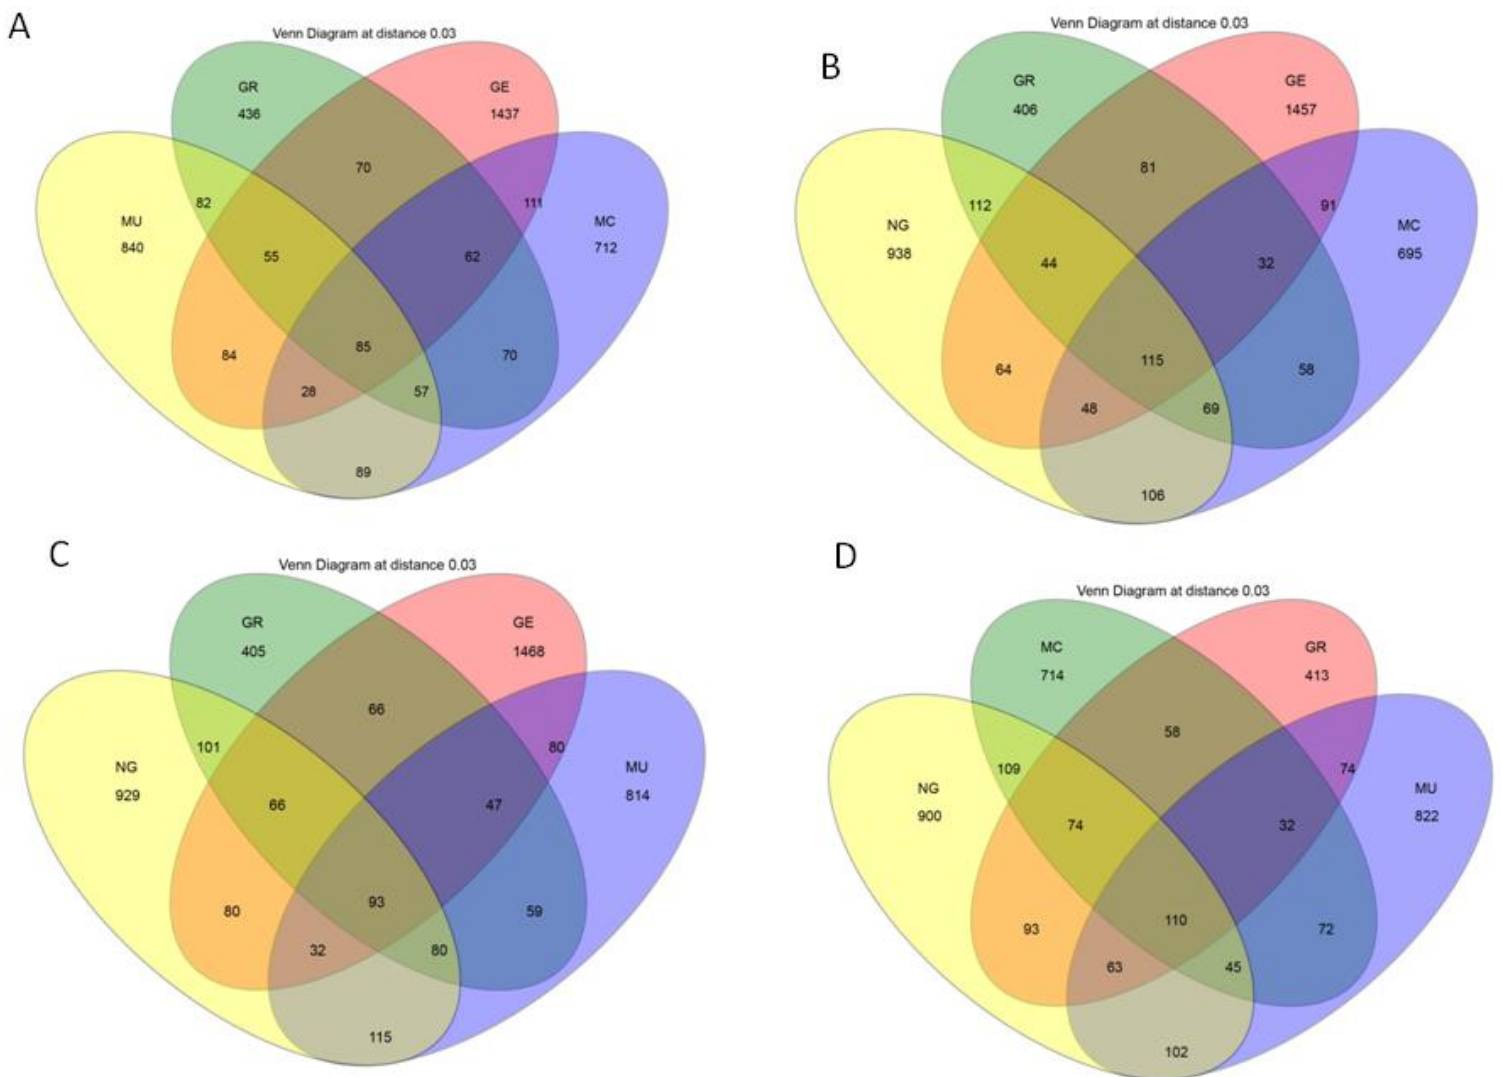 A
Venn Diagram at distance 0.03
GR
436
GE
1437
70
82
111
MU
840
MC
712
55
62
84
85
70
28
57
89
B
Venn Diagram at distance 0.03
GR
406
GE
1457
81
112
91
NG
938
MC
695
44
32
64
115
58
48
69
106
C
Venn Diagram at distance 0.03
GR
405
GE
1468
66
101
80
NG
929
MU
814
66
47
80
93
59
32
80
115
D
Venn Diagram at distance 0.03
MC
714
GR
413
58
109
74
NG
900
MU
822
74
32
93
110
72
63
45
102